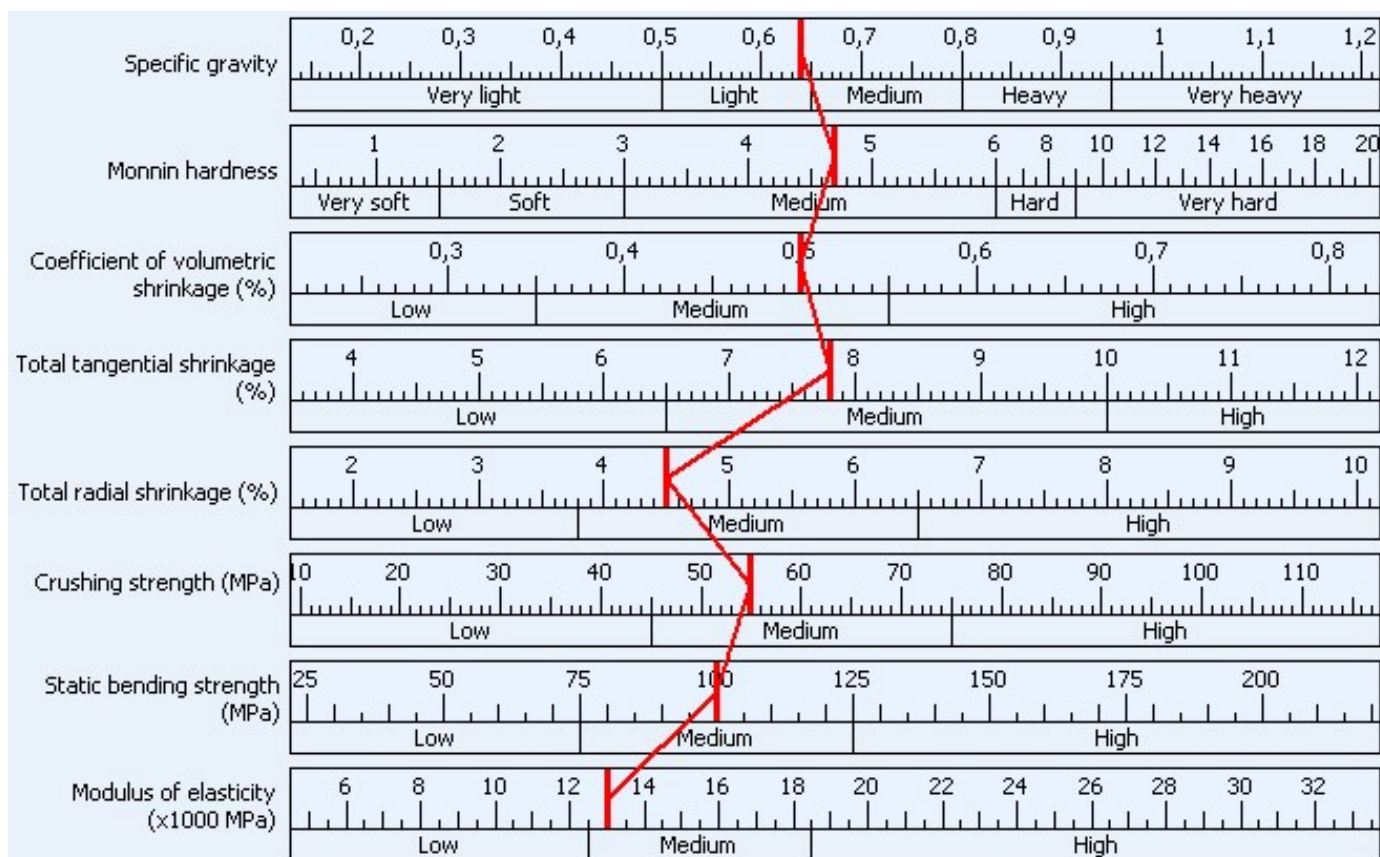 0,2 0,3 0,4 0,5 0,6 0,7 0,8 0,9 1 1,1 1,2
Specific gravity
Very light Light Medium Heavy Very heavy
1 2 3 4 5 6 8 10 12 14 16 18 20
Monnin hardness
Very soft Soft Medium Hard Very hard
0,3 0,4 0,5 0,6 0,7 0,8
Coefficient of volumetric
shrinkage (%)
Low Medium High
4 5 6 7 8 9 10 11 12
Total tangential shrinkage
(%)
Low Medium High
2 3 4 5 6 7 8 9 10
Total radial shrinkage (%)
Low Medium High
10 20 30 40 50 60 70 80 90 100 110
Crushing strength (MPa)
Low Medium High
25 50 75 100 125 150 175 200
Static bending strength
(MPa)
Low Medium High
6 8 10 12 14 16 18 20 22 24 26 28 30 32
Modulus of elasticity
(x1000 MPa)
Low Medium High